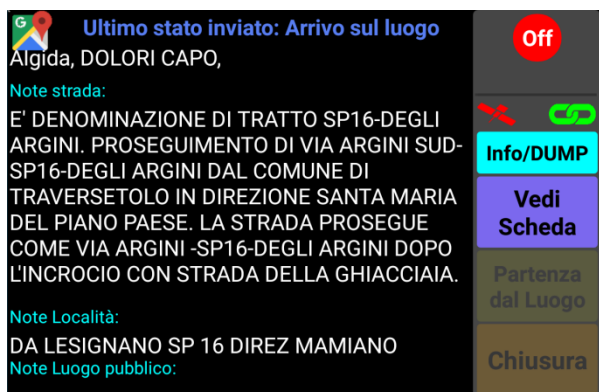 G
Ultimo stato inviato: Arrivo sul luogo
Algida, DOLORI CAPO,
Note strada:
E' DENOMINAZIONE DI TRATTO SP16-DEGLI
ARGINI. PROSEGUIMENTO DI VIA ARGINI SUD-
SP16-DEGLI ARGINI DAL COMUNE DI
TRAVERSETOLO IN DIREZIONE SANTA MARIA
DEL PIANO PAESE. LA STRADA PROSEGUE
COME VIA ARGINI -SP16-DEGLI ARGINI DOPO
L'INCROCIO CON STRADA DELLA GHIACCIAIA.
Note Località:
DA LESIGNANO SP 16 DIREZ MAMIANO
Note Luogo pubblico:
Off
Info/DUMP
Vedi
Scheda
Partenza
dal Luogo
Chiusura